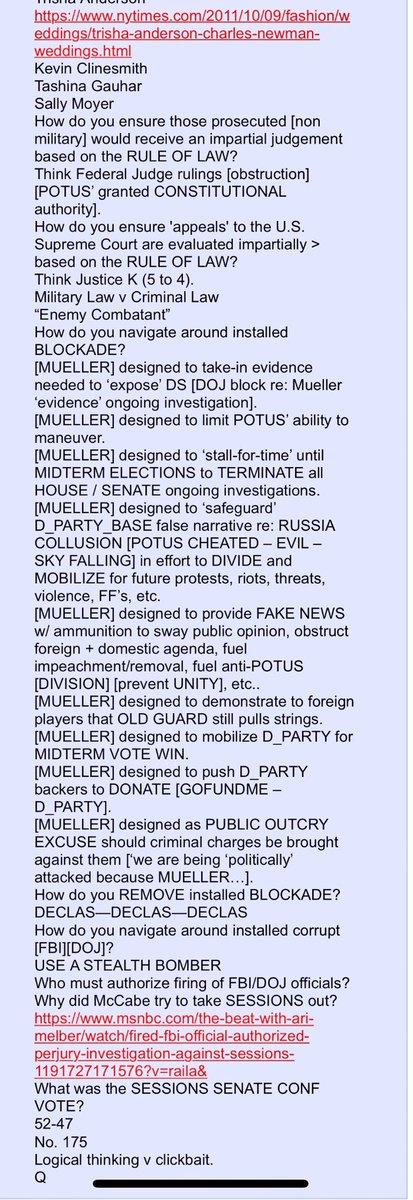 Trisha Anderson
https://www.nytimes.com/2011/10/09/fashion/w
eddings/trisha-anderson-charles-newman-
weddings.html
Kevin Clinesmith
Tashina Gauhar
Sally Moyer
How do you ensure those prosecuted [non
military] would receive an impartial judgement
based on the RULE OF LAW?
Think Federal Judge rulings [obstruction]
[POTUS' granted CONSTITUTIONAL
authority].
How do you ensure 'appeals' to the U.S.
Supreme Court are evaluated impartially >
based on the RULE OF LAW?
Think Justice K (5 to 4).
Military Law v Criminal Law
“Enemy Combatant”
How do you navigate around installed
BLOCKADE?
[MUELLER] designed to take-in evidence
needed to ‘expose’ DS [DOJ block re: Mueller
‘evidence’ ongoing investigation].
[MUELLER] designed to limit POTUS’ ability to
maneuver.
[MUELLER] designed to ‘stall-for-time’ until
MIDTERM ELECTIONS to TERMINATE all
HOUSE / SENATE ongoing investigations.
[MUELLER] designed to ‘safeguard’
D_PARTY_BASE false narrative re: RUSSIA
COLLUSION [POTUS CHEATED – EVIL –
SKY FALLING] in effort to DIVIDE and
MOBILIZE for future protests, riots, threats,
violence, FF’s, etc.
[MUELLER] designed to provide FAKE NEWS
w/ ammunition to sway public opinion, obstruct
foreign + domestic agenda, fuel
impeachment/removal, fuel anti-POTUS
[DIVISION] [prevent UNITY], etc..
[MUELLER] designed to demonstrate to foreign
players that OLD GUARD still pulls strings.
[MUELLER] designed to mobilize D_PARTY for
MIDTERM VOTE WIN.
[MUELLER] designed to push D_PARTY
backers to DONATE [GOFUNDME –
D_PARTY].
[MUELLER] designed as PUBLIC OUTCRY
EXCUSE should criminal charges be brought
against them [‘we are being ‘politically’
attacked because MUELLER…].
How do you REMOVE installed BLOCKADE?
DECLAS—DECLAS—DECLAS
How do you navigate around installed corrupt
[FBI][DOJ]?
USE A STEALTH BOMBER
Who must authorize firing of FBI/DOJ officials?
Why did McCabe try to take SESSIONS out?
https://www.msnbc.com/the-beat-with-ari-
melber/watch/fired-fbi-official-authorized-
perjury-investigation-against-sessions-
1191727171576?v=raila&
What was the SESSIONS SENATE CONF
VOTE?
52-47
No. 175
Logical thinking v clickbait.
Q